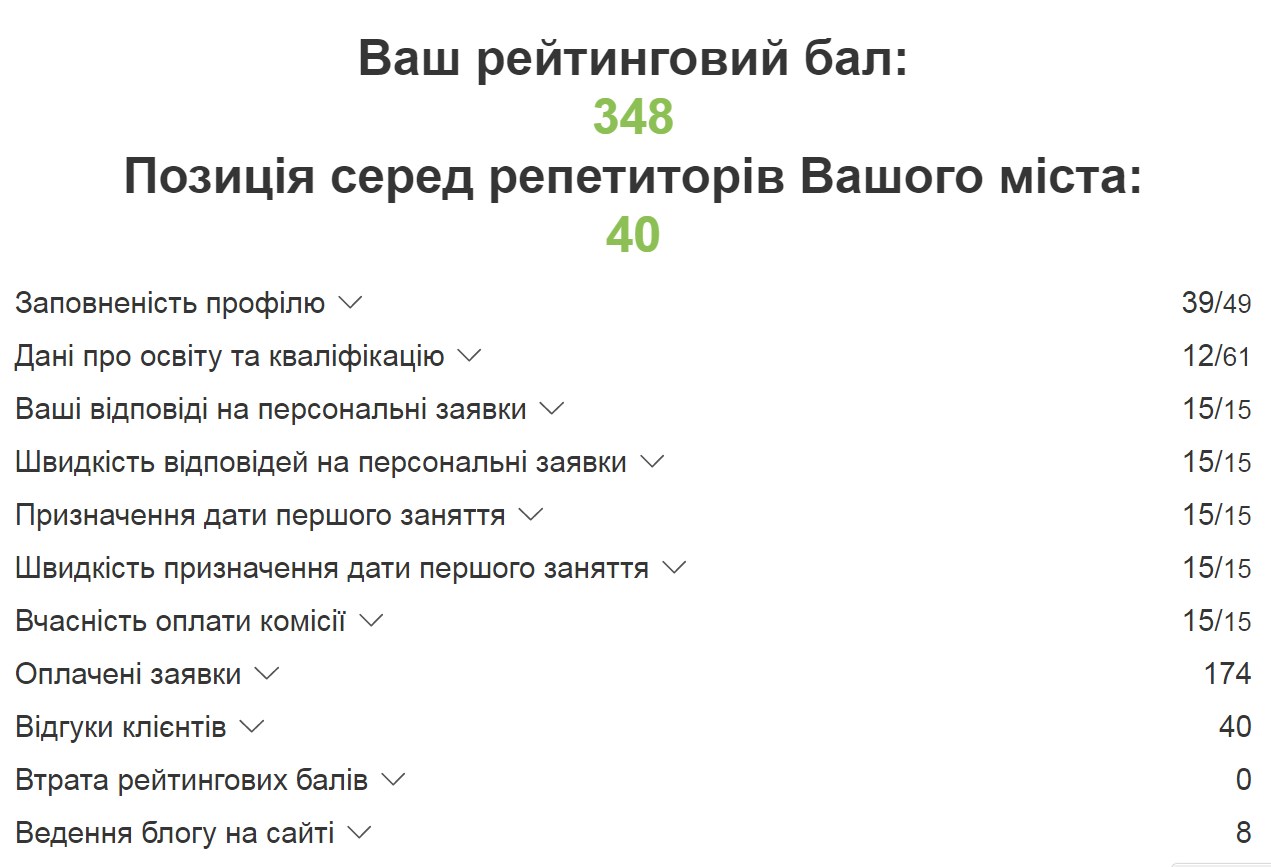 Ваш рейтинговий бал:
348
Позиція серед репетиторів Вашого міста:
40
Заповненість профілю 39/49
Дані про освіту та кваліфікацію 12/61
Ваші відповіді на персональні заявки 15/15
Швидкість відповідей на персональні заявки 15/15
Призначення дати першого заняття 15/15
Швидкість призначення дати першого заняття 15/15
Вчасність оплати комісії 15/15
Оплачені заявки 174
Відгуки клієнтів 40
Втрата рейтингових балів 0
Ведення блогу на сайті 8